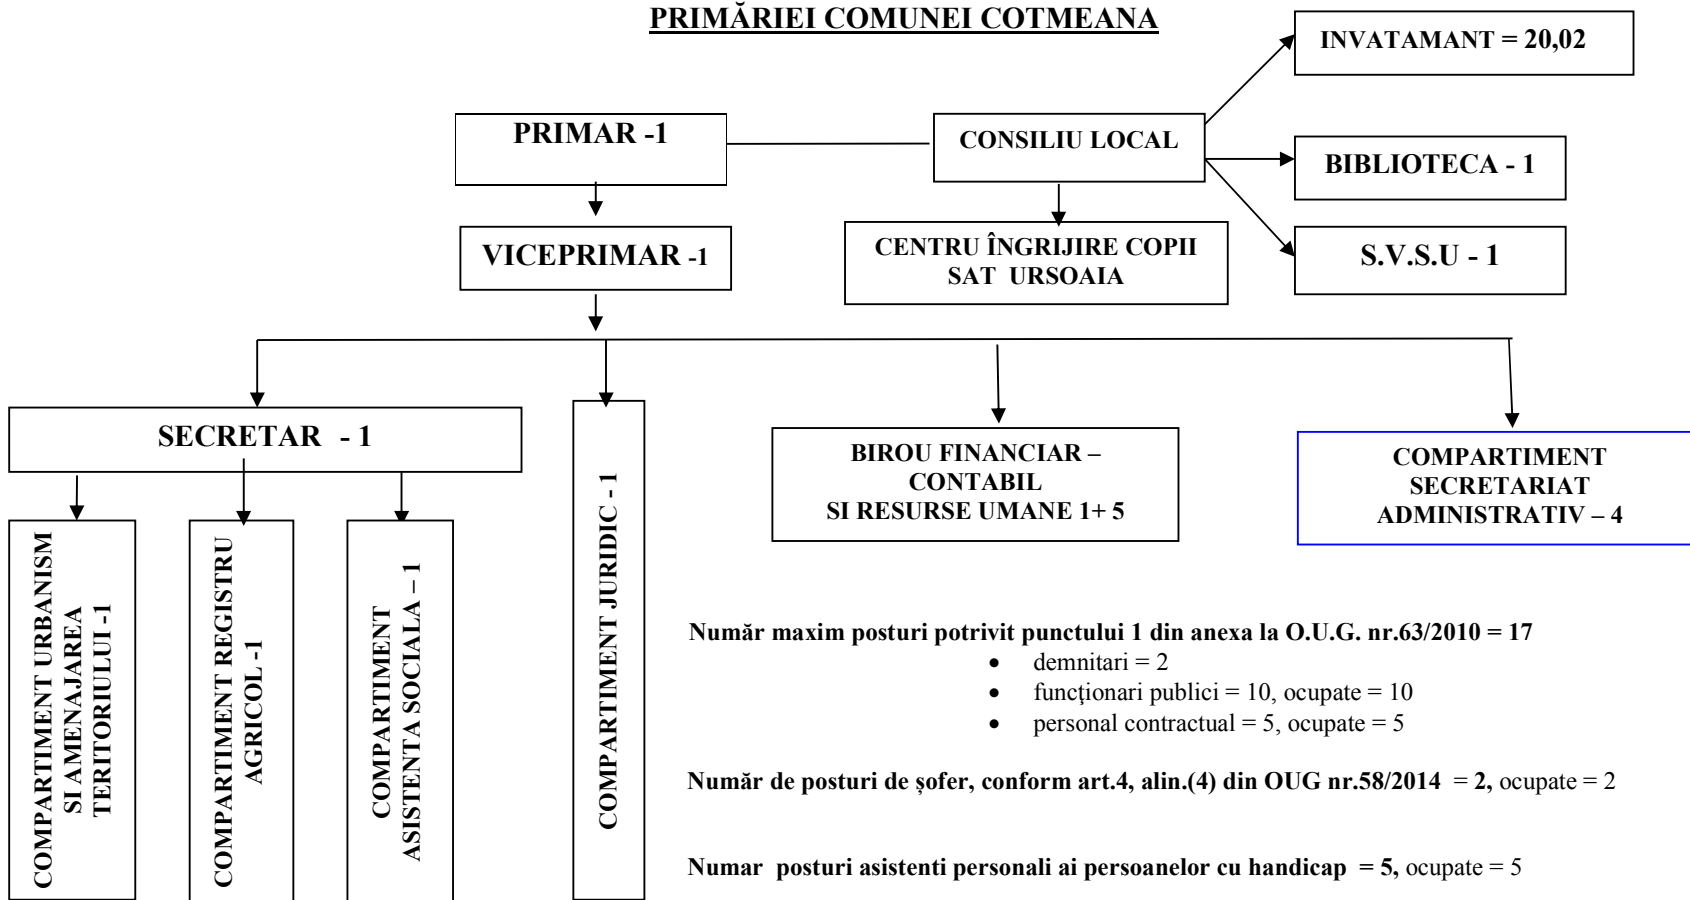 PRIMĂRIEI COMUNEI COTMEANA
INVATAMANT = 20,02
PRIMAR -1
CONSILIU LOCAL
BIBLIOTECA - 1
VICEPRIMAR -1
CENTRU ÎNGRIJIRE COPII
SAT URSOAIA
S.V.S.U - 1
SECRETAR - 1
BIROU FINANCIAR –
CONTABIL
SI RESURSE UMANE 1+ 5
COMPARTIMENT
SECRETARIAT
ADMINISTRATIV – 4
COMPARTIMENT URBANISM
SI AMENAJAREA
TERITORIULUI -1
COMPARTIMENT REGISTRU
AGRICOL -1
COMPARTIMENT
ASISTENTA SOCIALA – 1
COMPARTIMENT JURIDIC - 1
Număr maxim posturi potrivit punctului 1 din anexa la O.U.G. nr.63/2010 = 17
• demnitari = 2
• funcţionari publici = 10, ocupate = 10
• personal contractual = 5, ocupate = 5
Număr de posturi de șofer, conform art.4, alin.(4) din OUG nr.58/2014 = 2, ocupate = 2
Numar posturi asistenti personali ai persoanelor cu handicap = 5, ocupate = 5